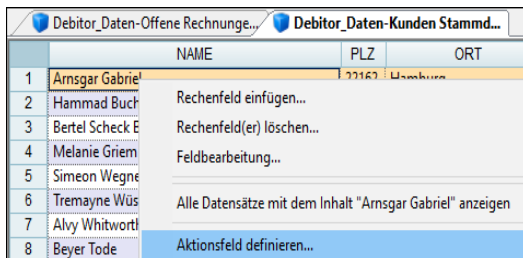 Debitor_Daten-Offene Rechnunge...
Debitor_Daten-Kunden Stammd...
NAME PLZ ORT
1 Arnsgar Gabriel 22162 Hamburg
2 Hammad Buch
3 Bertel Scheck E
4 Melanie Griem
5 Simeon Wegne
6 Tremayne Wüs
7 Alvy Whitworth
8 Beyer Tode
Rechenfeld einfügen...
Rechenfeld(er) löschen...
Feldbearbeitung...
Alle Datensätze mit dem Inhalt "Arnsgar Gabriel" anzeigen
Aktionsfeld definieren...